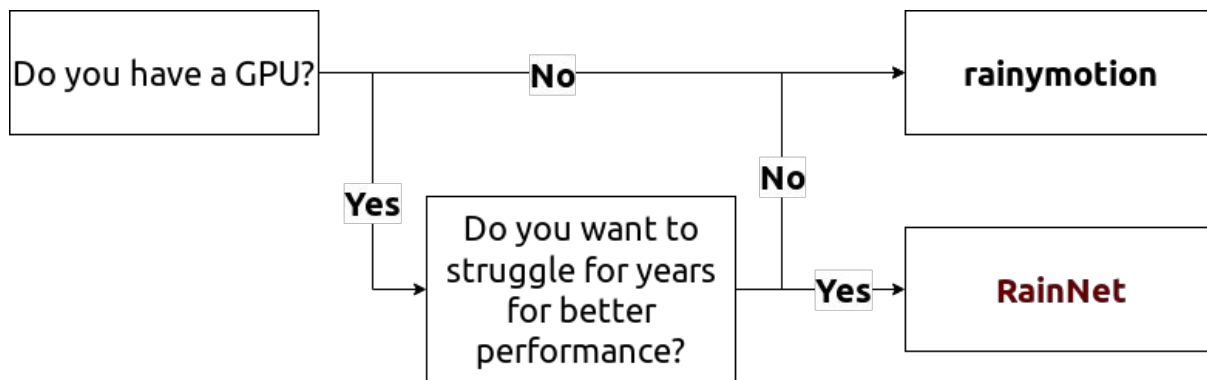 Do you have a GPU?
No
rainymotion
Yes
No
Do you want to
struggle for years
for better
performance?
Yes
RainNet